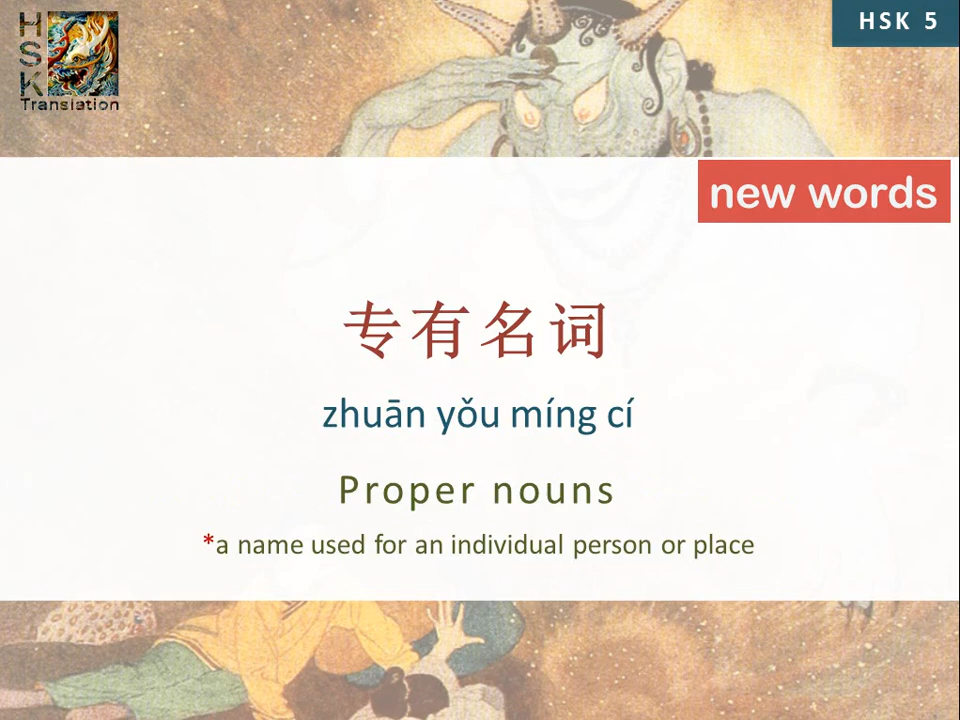 HSK
Translation
HSK 5
new words
专有名词
zhuān yǒu míng cí
Proper nouns
*a name used for an individual person or place